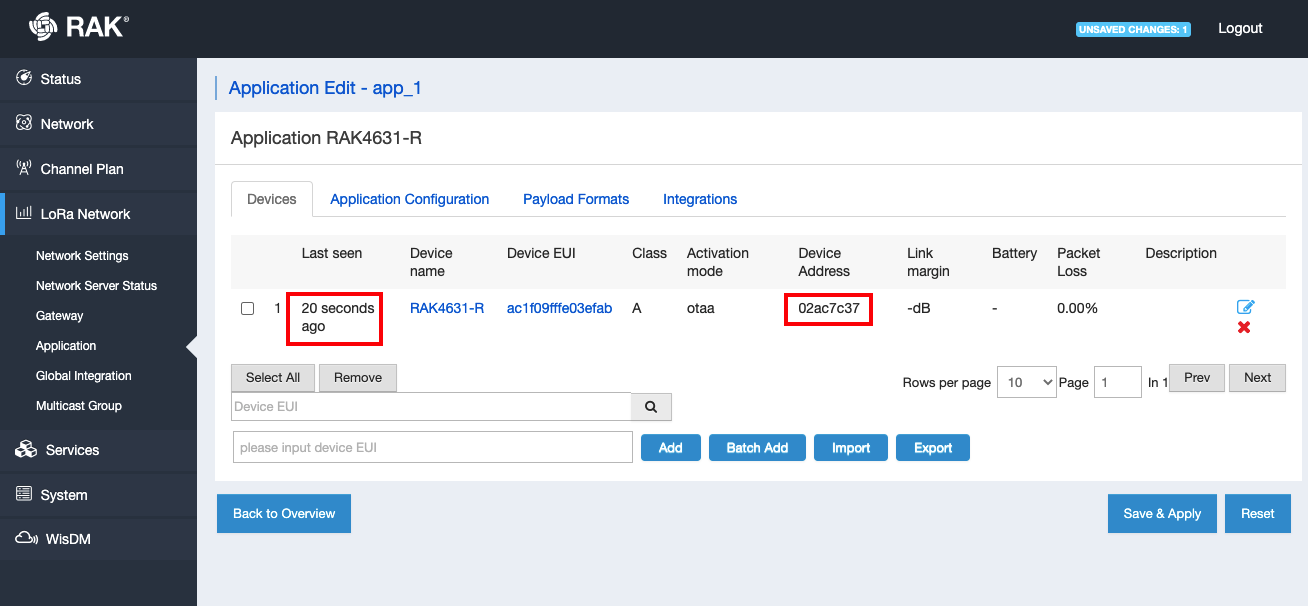 RAK®
UNSAVED CHANGES: 1
Logout
Status
Network
Channel Plan
LoRa Network
Network Settings
Network Server Status
Gateway
Application
Global Integration
Multicast Group
Services
System
WisDM
Application Edit - app_1
Application RAK4631-R
Devices Application Configuration Payload Formats Integrations
Last seen Device name Device EUI Class Activation mode Device Address Link margin Battery Packet Loss Description
1 20 seconds ago RAK4631-R ac1f09fffe03efab A otaa 02ac7c37 -dB - 0.00%
Select All Remove
Rows per page 10 Page 1 In 1 Prev Next
Device EUI
please input device EUI Add Batch Add Import Export
Back to Overview Save & Apply Reset